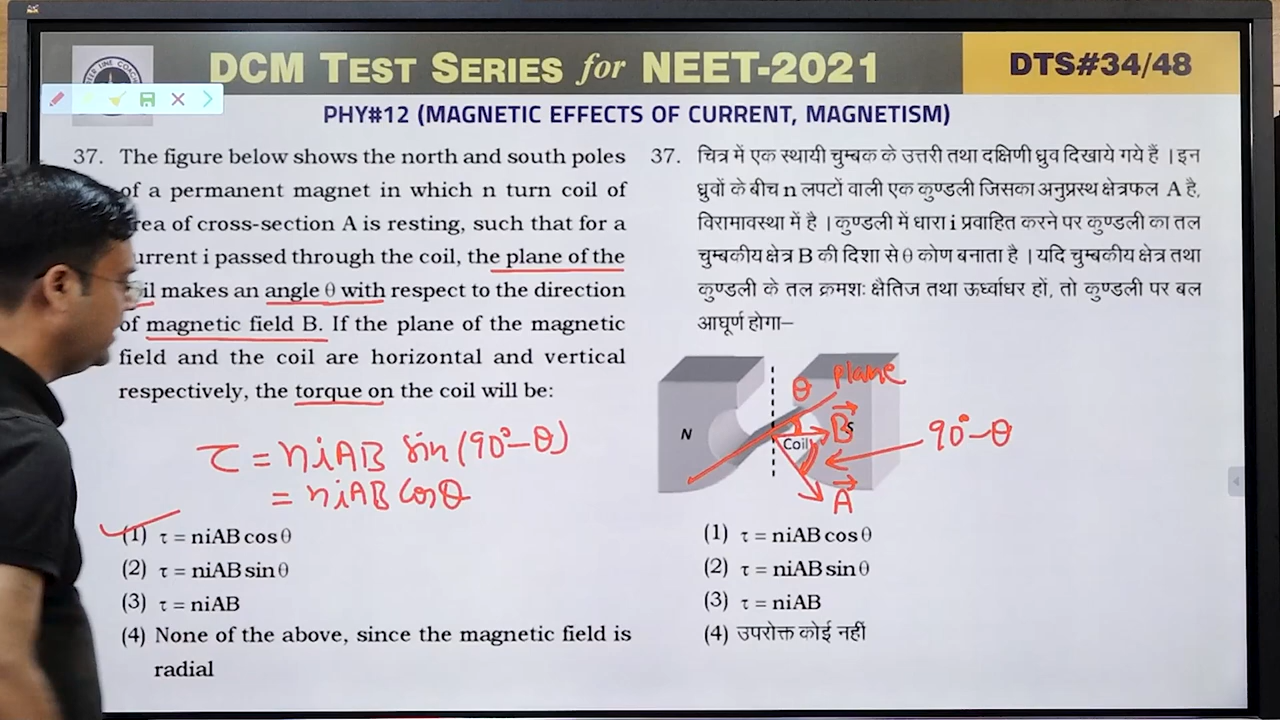 DCM TEST SERIES for NEET-2021
DTS#34/48
PHY#12 (MAGNETIC EFFECTS OF CURRENT, MAGNETISM)
37. The figure below shows the north and south poles
of a permanent magnet in which n turn coil of
area of cross-section A is resting, such that for a
current i passed through the coil, the plane of the
makes an angle θ with respect to the direction
of magnetic field B. If the plane of the magnetic
field and the coil are horizontal and vertical
respectively, the torque on the coil will be:
τ = niAB sin(90°-θ)
= niAB cosθ
(1) τ = niAB cosθ
(2) τ = niAB sinθ
(3) τ = niAB
(4) None of the above, since the magnetic field is
radial
37. चित्र में एक स्थायी चुम्बक के उत्तरी तथा दक्षिणी ध्रुव दिखाये गये हैं । इन
ध्रुवों के बीच n लपटों वाली एक कुण्डली जिसका अनुप्रस्थ क्षेत्रफल A है,
विरामावस्था में है । कुण्डली में धारा i प्रवाहित करने पर कुण्डली का तल
चुम्बकीय क्षेत्र B की दिशा से θ कोण बनाता है । यदि चुम्बकीय क्षेत्र तथा
कुण्डली के तल क्रमशः क्षैतिज तथा ऊर्ध्वाधर हों, तो कुण्डली पर बल
आघूर्ण होगा–
θ plane
N
B⃗
S
90°-θ
Coil
A⃗
(1) τ = niAB cosθ
(2) τ = niAB sinθ
(3) τ = niAB
(4) उपरोक्त कोई नहीं